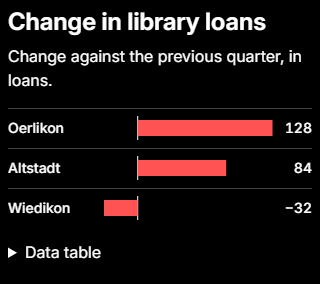 Change in library loans
Change against the previous quarter, in
loans.
Oerlikon 128
Altstadt 84
Wiedikon −32
Data table